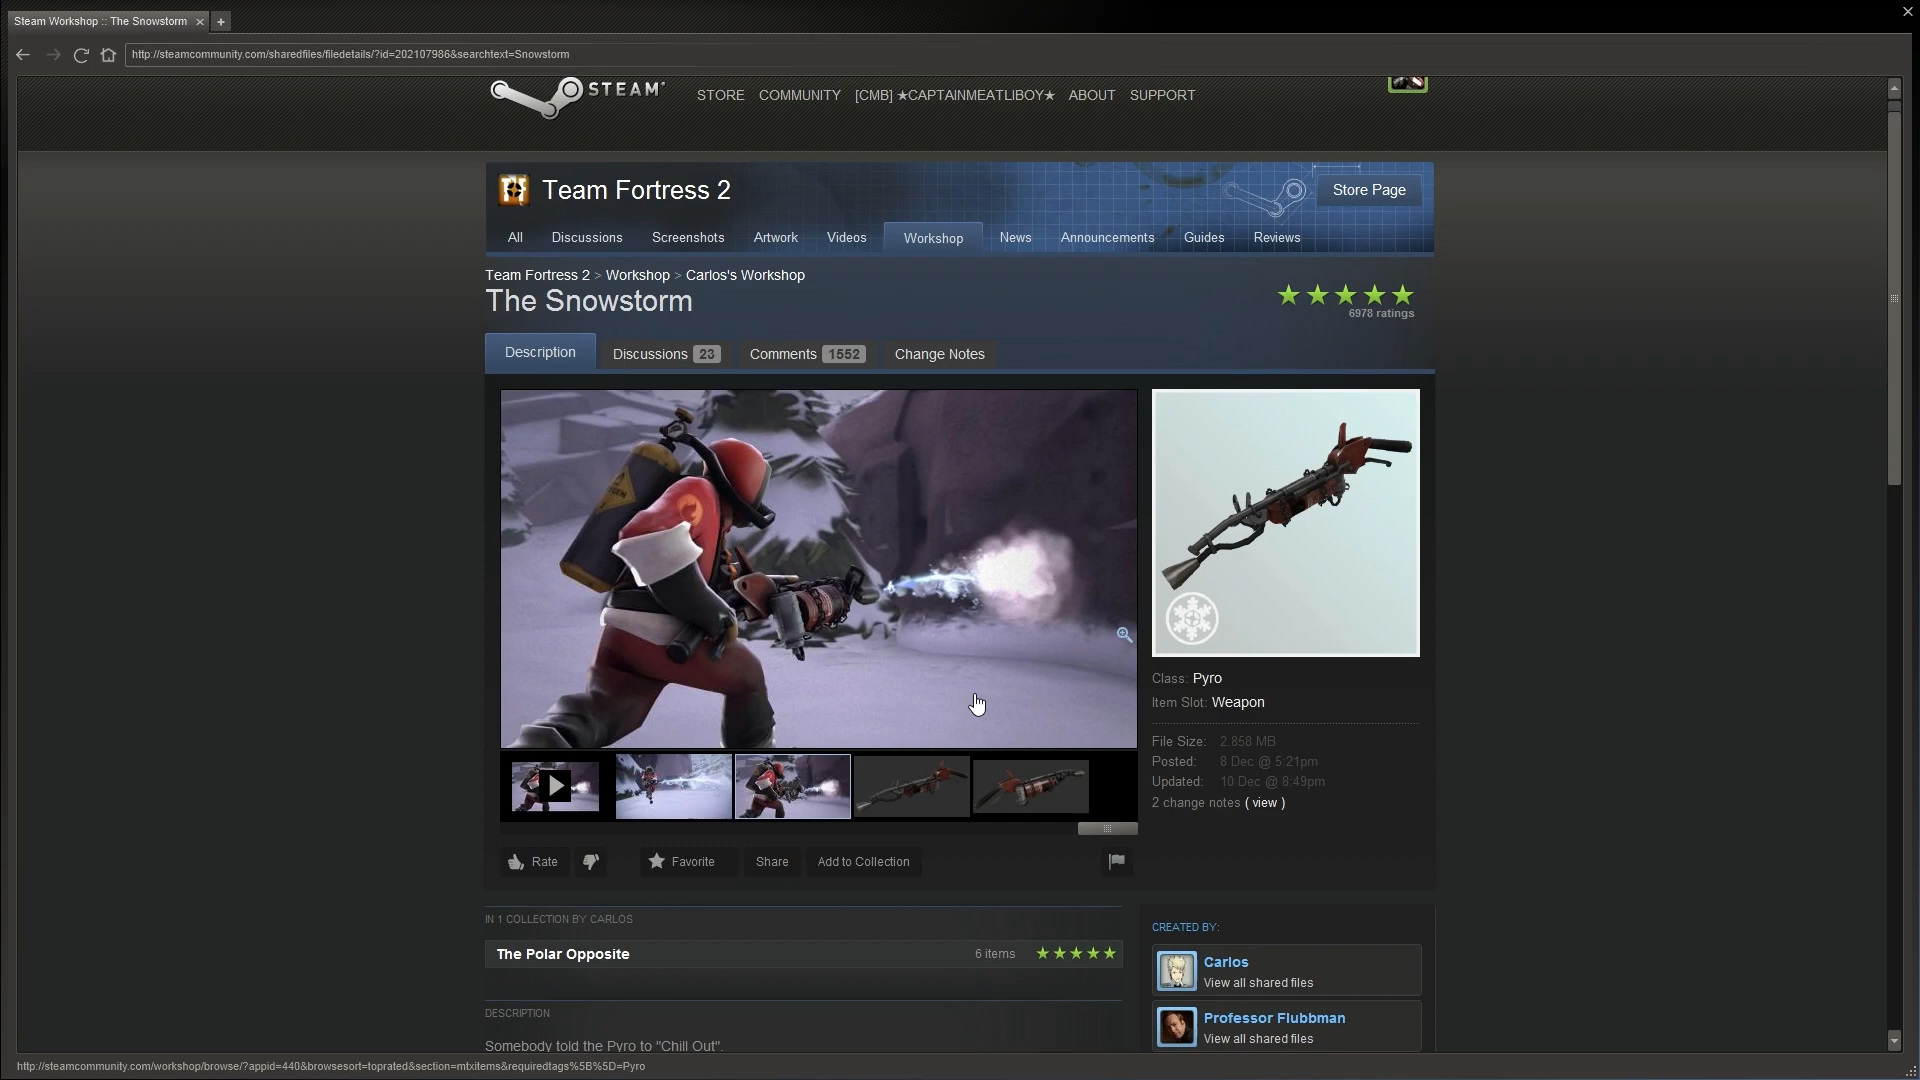 Steam Workshop :: The Snowstorm
http://steamcommunity.com/sharedfiles/filedetails/?id=202107986&searchtext=Snowstorm
STEAM
STORE COMMUNITY [CMB] ★CAPTAINMEATLIBOY★ ABOUT SUPPORT
Team Fortress 2
Store Page
All Discussions Screenshots Artwork Videos Workshop News Announcements Guides Reviews
Team Fortress 2 > Workshop > Carlos's Workshop
The Snowstorm
6978 ratings
Description Discussions 23 Comments 1552 Change Notes
Class: Pyro
Item Slot: Weapon
File Size: 2.858 MB
Posted: 8 Dec @ 5:21pm
Updated: 10 Dec @ 8:49pm
2 change notes ( view )
Rate Favorite Share Add to Collection
IN 1 COLLECTION BY CARLOS
The Polar Opposite 6 items
CREATED BY:
Carlos
View all shared files
Professor Flubbman
View all shared files
DESCRIPTION
Somebody told the Pyro to "Chill Out".
http://steamcommunity.com/workshop/browse/?appid=440&browsesort=toprated&section=mtxitems&requiredtags%5B%5D=Pyro